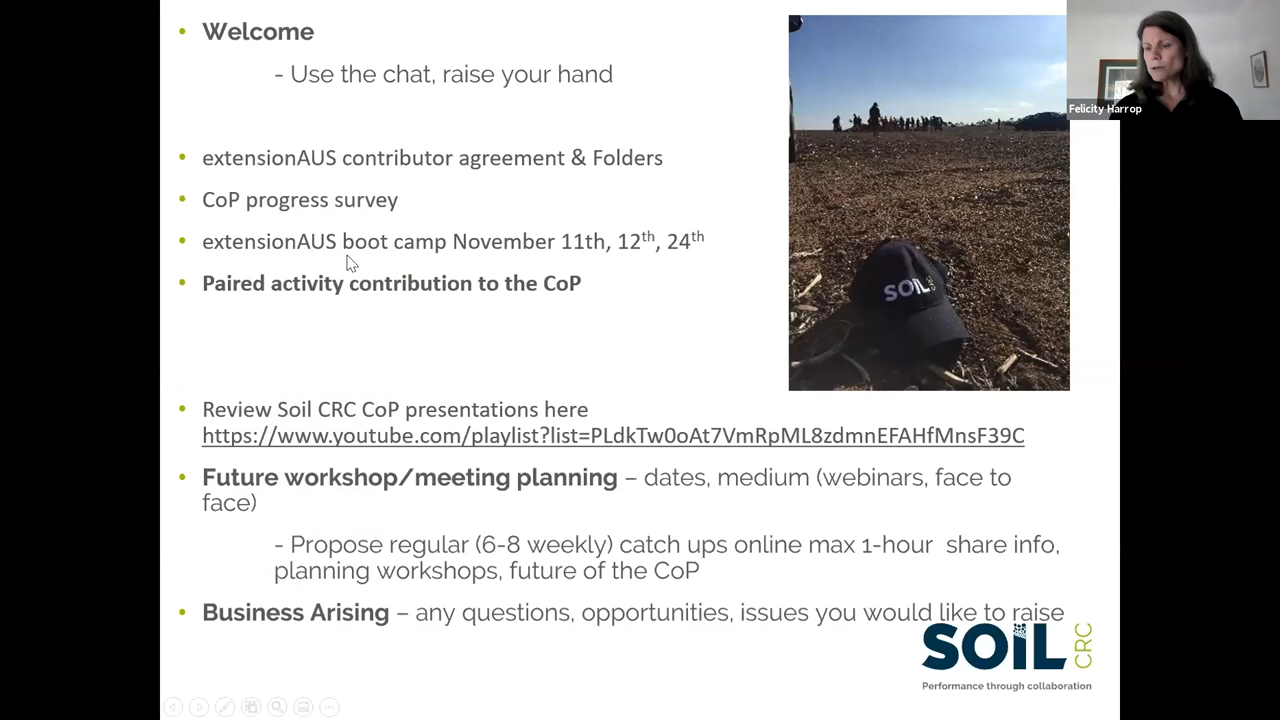 • Welcome
- Use the chat, raise your hand
• extensionAUS contributor agreement & Folders
• CoP progress survey
• extensionAUS boot camp November 11th, 12th, 24th
• Paired activity contribution to the CoP
• Review Soil CRC CoP presentations here
https://www.youtube.com/playlist?list=PLdkTw0oAt7VmRpML8zdmnEFAHfMnsF39C
• Future workshop/meeting planning – dates, medium (webinars, face to
face)
- Propose regular (6-8 weekly) catch ups online max 1-hour share info,
planning workshops, future of the CoP
• Business Arising – any questions, opportunities, issues you would like to raise
SOIL
Felicity Harrop
SOIL CRC
Performance through collaboration